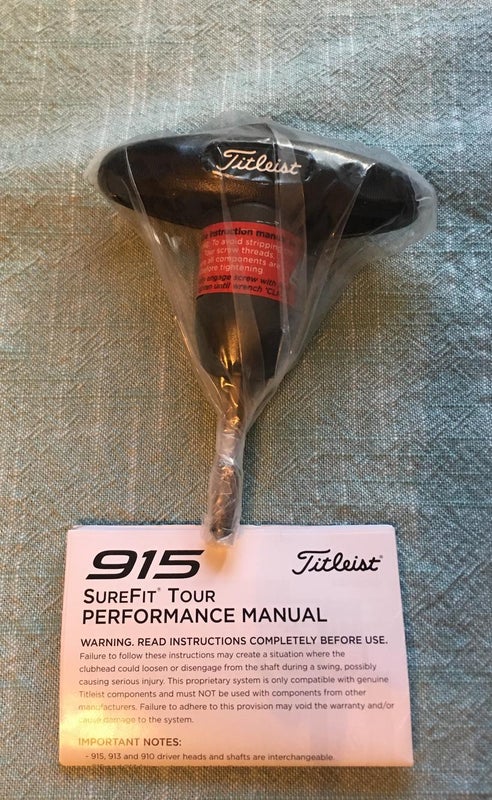 Titleist
instruction manual
To avoid stripping
screw threads,
all components are
before tightening
engage screw with
until wrench
915 Titleist®
SUREFIT® TOUR
PERFORMANCE MANUAL
WARNING. READ INSTRUCTIONS COMPLETELY BEFORE USE.
Failure to follow these instructions may create a situation where the
clubhead could loosen or disengage from the shaft during a swing, possibly
causing serious injury. This proprietary system is only compatible with genuine
Titleist components and must NOT be used with components from other
manufacturers. Failure to adhere to this provision may void the warranty and/or
cause damage to the system.
IMPORTANT NOTES:
- 915, 913 and 910 driver heads and shafts are interchangeable.